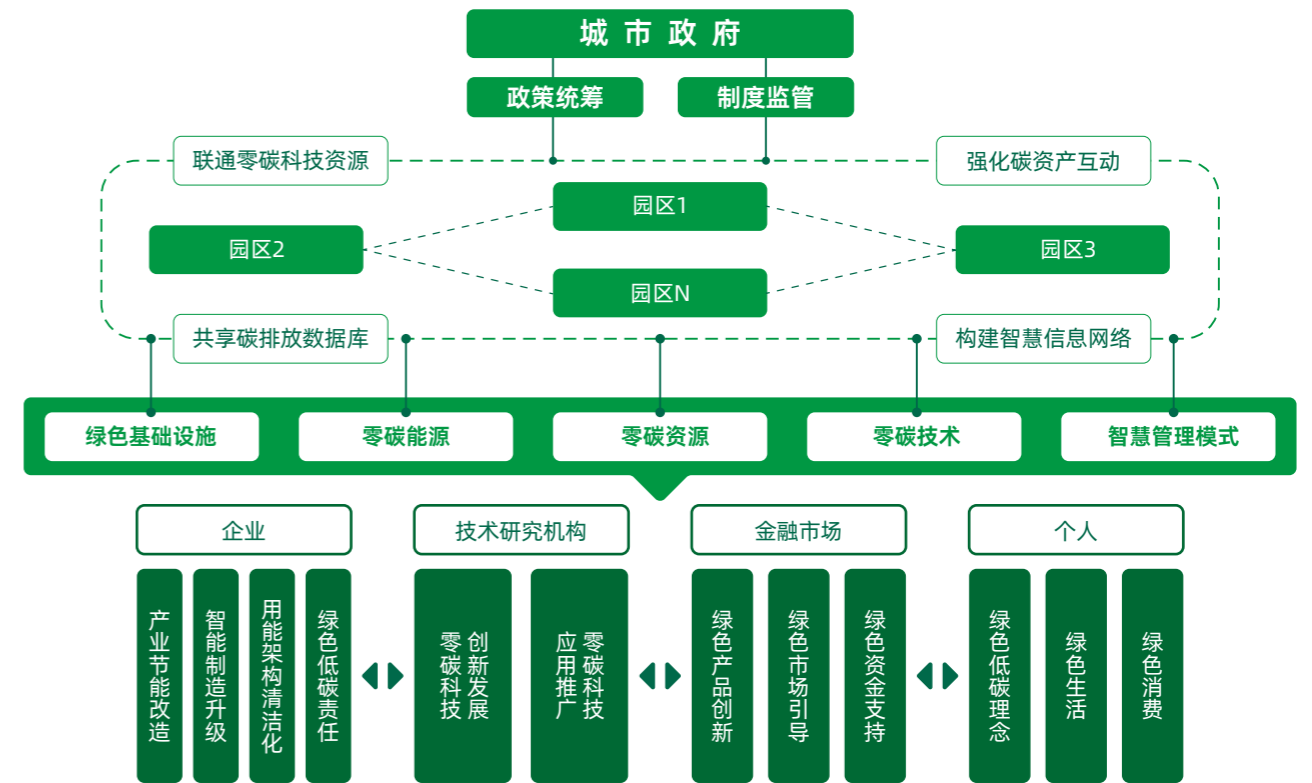 城市政府
政策统筹
制度监管
联通零碳科技资源
强化碳资产互动
园区1
园区2
园区3
园区N
共享碳排放数据库
构建智慧信息网络
绿色基础设施
零碳能源
零碳资源
零碳技术
智慧管理模式
企业
技术研究机构
金融市场
个人
产业节能改造
智能制造升级
用能架构清洁化
绿色低碳责任
零碳科技
创新发展
应用推广
零碳科技
绿色产品创新
绿色市场引导
绿色资金支持
绿色低碳理念
绿色生活
绿色消费